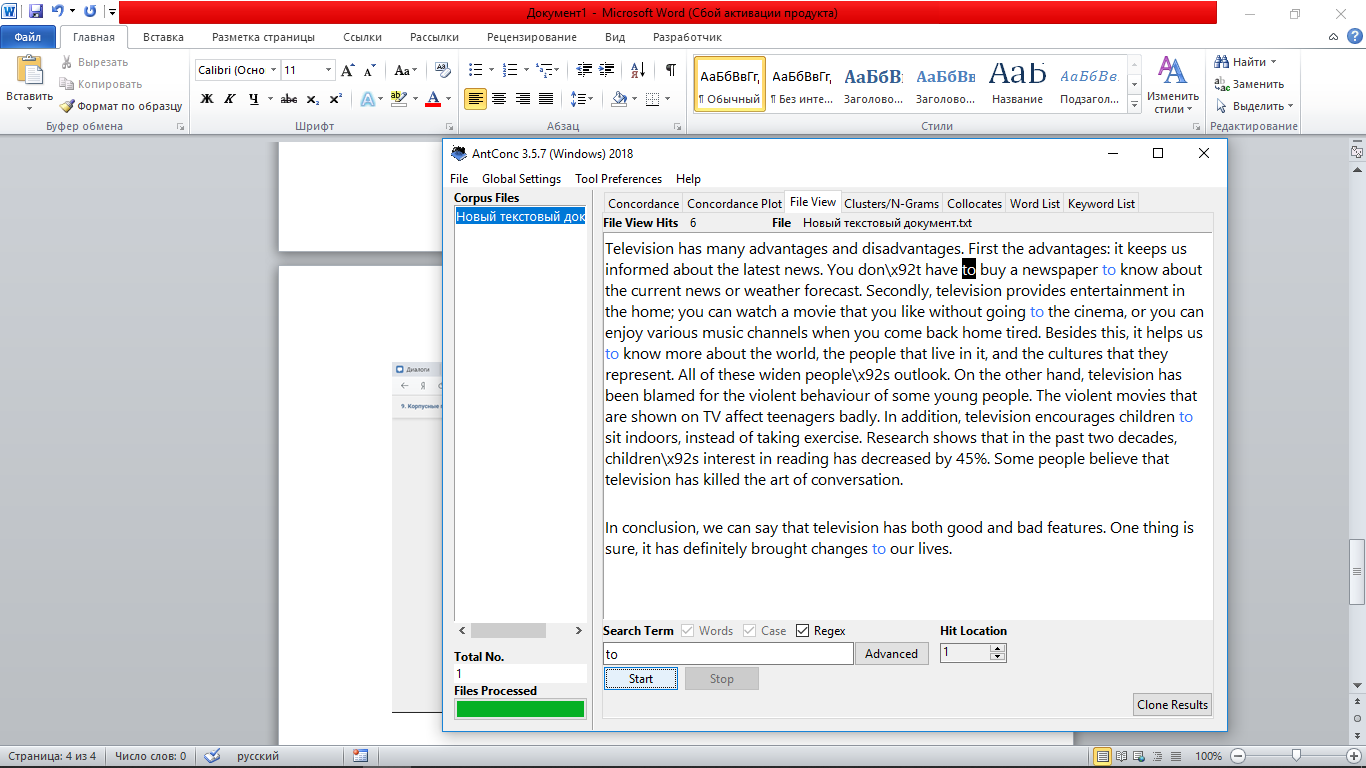 Документ1 - Microsoft Word (Сбой активации продукта)
Файл Главная Вставка Разметка страницы Ссылки Рассылки Рецензирование Вид Разработчик
Вставить
Вырезать
Копировать
Формат по образцу
Буфер обмена
Calibri (Осно 11
Ж К Ч abc X₂ X²
Шрифт
Абзац
АаБбВвГг, АаБбВвГг, АаБбВ АаБбВв АаБ АаБбВв
¶ Обычный ¶ Без инте... Заголово... Заголово... Название Подзагол...
Стили
Изменить стили
Найти
Заменить
Выделить
Редактирование
AntConc 3.5.7 (Windows) 2018
File Global Settings Tool Preferences Help
Corpus Files
Новый текстовый док
Concordance Concordance Plot File View Clusters/N-Grams Collocates Word List Keyword List
File View Hits 6 File Новый текстовый документ.txt
Television has many advantages and disadvantages. First the advantages: it keeps us
informed about the latest news. You don\x92t have to buy a newspaper to know about
the current news or weather forecast. Secondly, television provides entertainment in
the home; you can watch a movie that you like without going to the cinema, or you can
enjoy various music channels when you come back home tired. Besides this, it helps us
to know more about the world, the people that live in it, and the cultures that they
represent. All of these widen people\x92s outlook. On the other hand, television has
been blamed for the violent behaviour of some young people. The violent movies that
are shown on TV affect teenagers badly. In addition, television encourages children to
sit indoors, instead of taking exercise. Research shows that in the past two decades,
children\x92s interest in reading has decreased by 45%. Some people believe that
television has killed the art of conversation.
In conclusion, we can say that television has both good and bad features. One thing is
sure, it has definitely brought changes to our lives.
Диалоги
9. Корпусные
Search Term Words Case Regex Hit Location
to Advanced 1
Start Stop
Clone Results
Total No.
1
Files Processed
Страница: 4 из 4 Число слов: 0 русский 100%